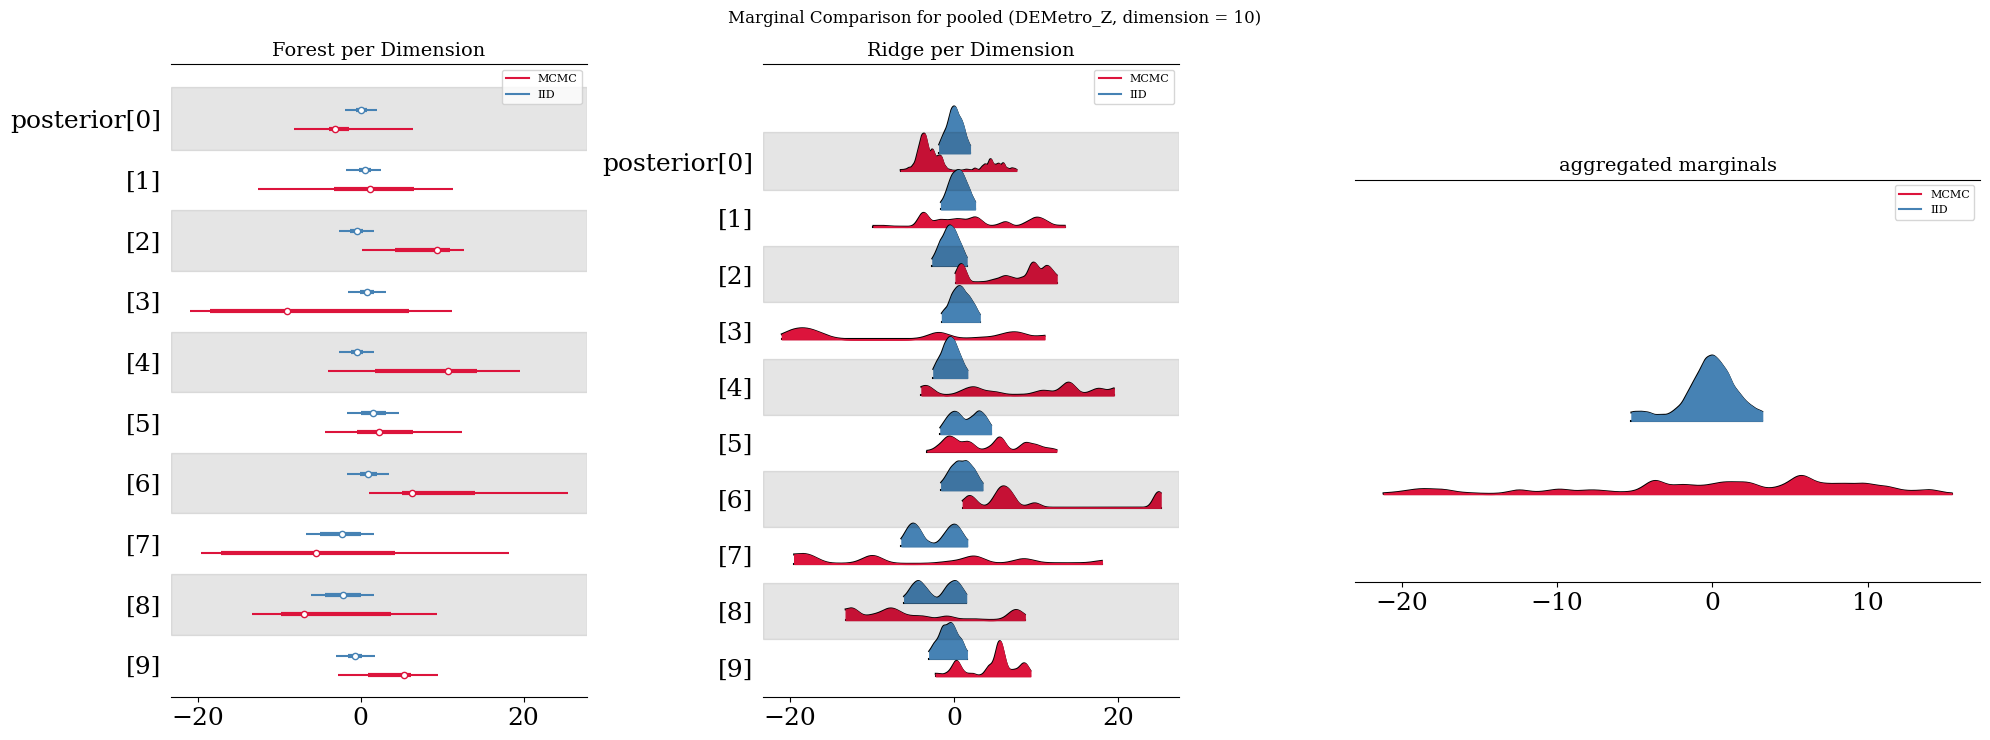 Marginal Comparison for pooled (DEMetro_Z, dimension = 10)
Forest per Dimension
MCMC
IID
posterior[0]
[1]
[2]
[3]
[4]
[5]
[6]
[7]
[8]
[9]
−20 0 20
Ridge per Dimension
MCMC
IID
posterior[0]
[1]
[2]
[3]
[4]
[5]
[6]
[7]
[8]
[9]
−20 0 20
aggregated marginals
MCMC
IID
−20 −10 0 10